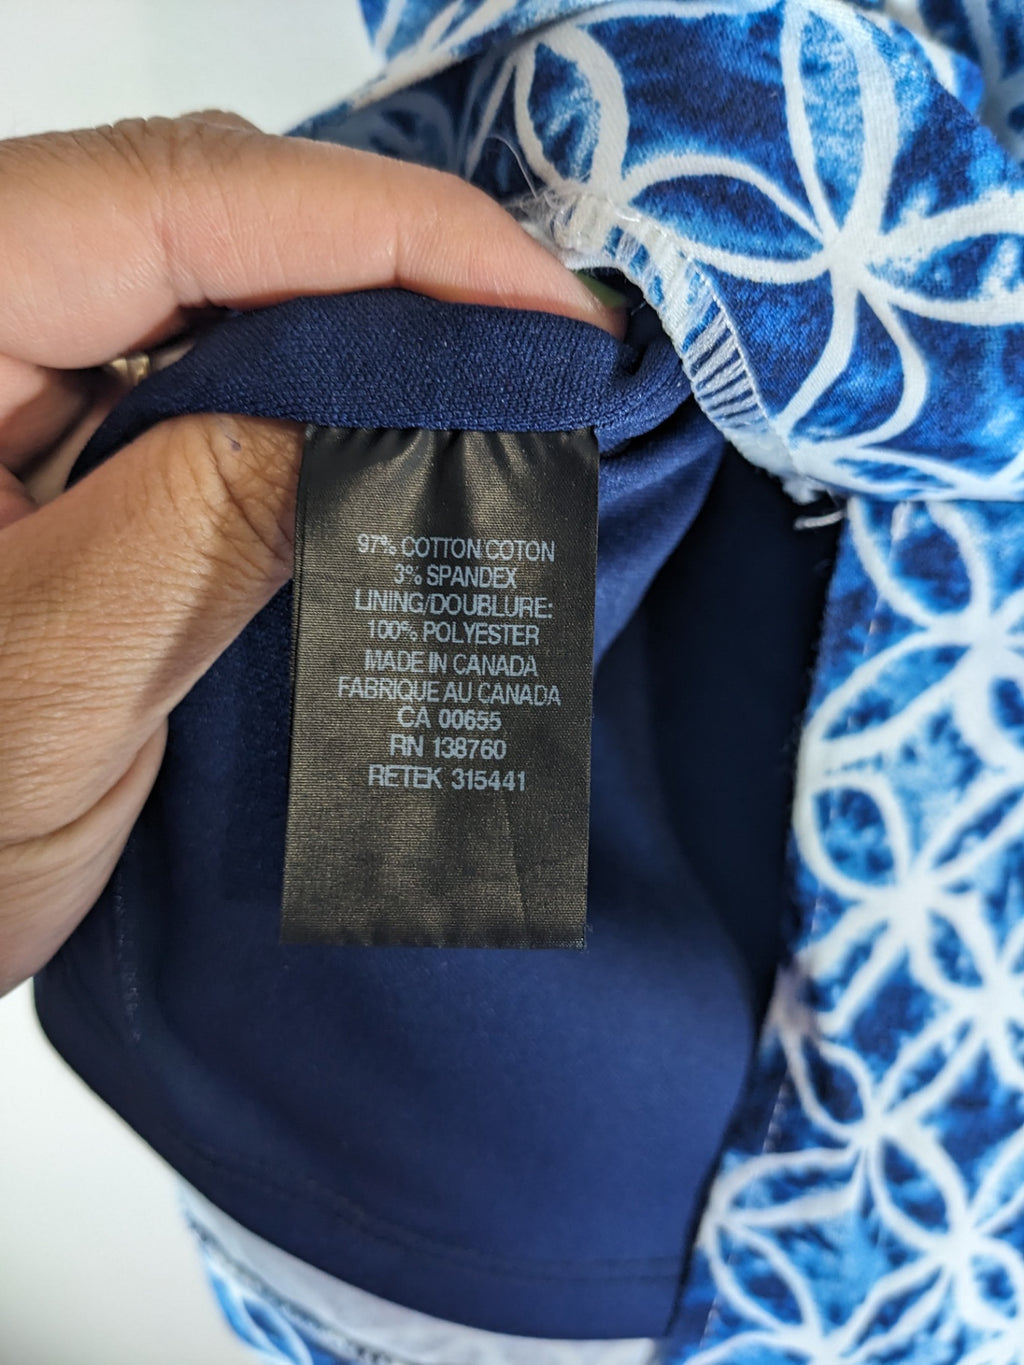 97% COTTON/COTON
3% SPANDEX
LINING/DOUBLURE:
100% POLYESTER
MADE IN CANADA
FABRIQUE AU CANADA
CA 00655
RN 138760
RETEK 315441